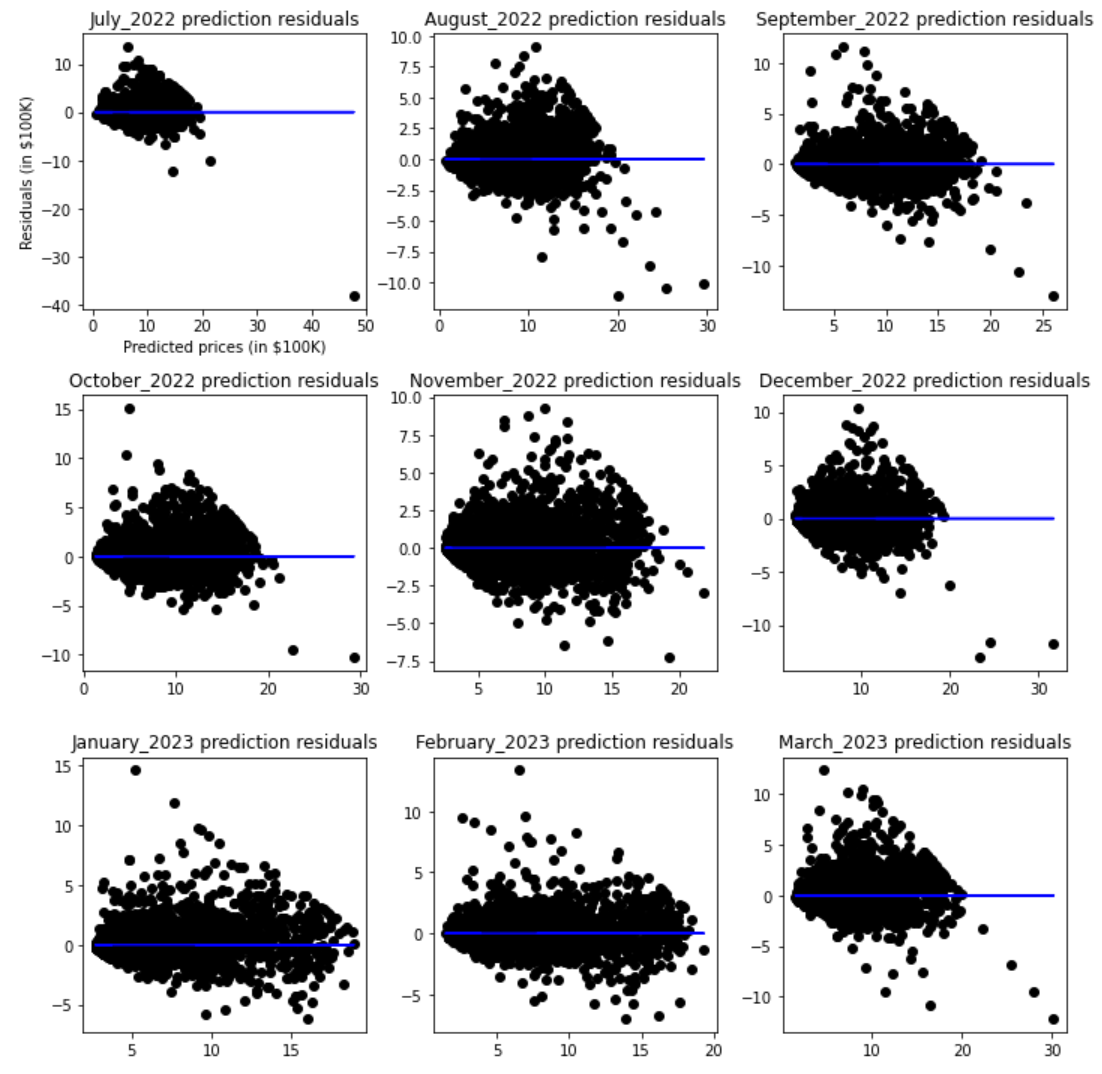 July_2022 prediction residuals
10
0
−10
−20
−30
−40
0 10 20 30 40 50
Residuals (in $100K)
Predicted prices (in $100K)
August_2022 prediction residuals
10.0
7.5
5.0
2.5
0.0
−2.5
−5.0
−7.5
−10.0
0 10 20 30
September_2022 prediction residuals
10
5
0
−5
−10
5 10 15 20 25
October_2022 prediction residuals
15
10
5
0
−5
−10
0 10 20 30
November_2022 prediction residuals
10.0
7.5
5.0
2.5
0.0
−2.5
−5.0
−7.5
5 10 15 20
December_2022 prediction residuals
10
5
0
−5
−10
10 20 30
January_2023 prediction residuals
15
10
5
0
−5
5 10 15
February_2023 prediction residuals
10
5
0
−5
5 10 15 20
March_2023 prediction residuals
10
5
0
−5
−10
10 20 30